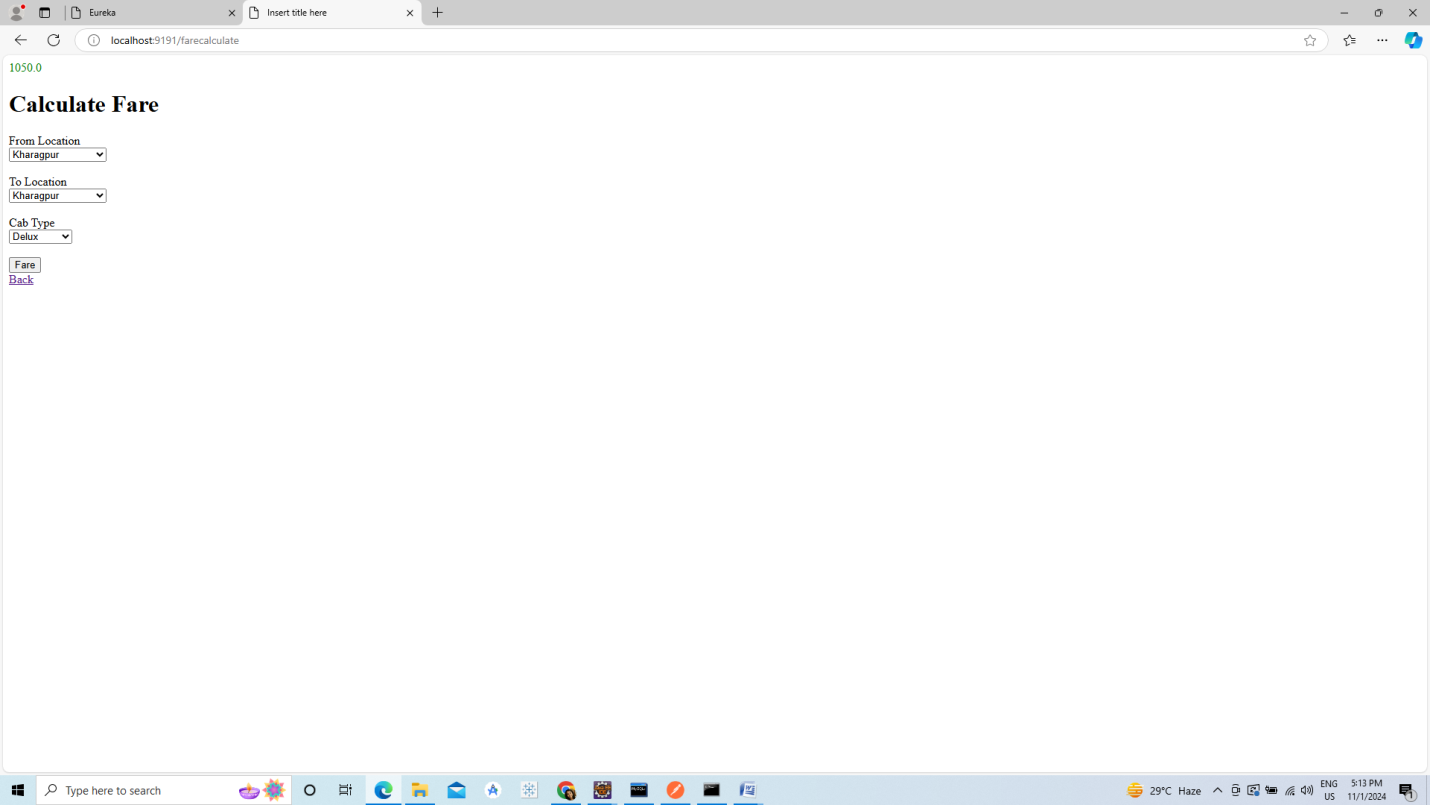 Eureka
Insert title here
localhost:9191/farecalculate
1050.0
Calculate Fare
From Location
Kharagpur
To Location
Kharagpur
Cab Type
Delux
Fare
Back
Type here to search
29°C Haze
ENG
US
5:13 PM
11/1/2024
1